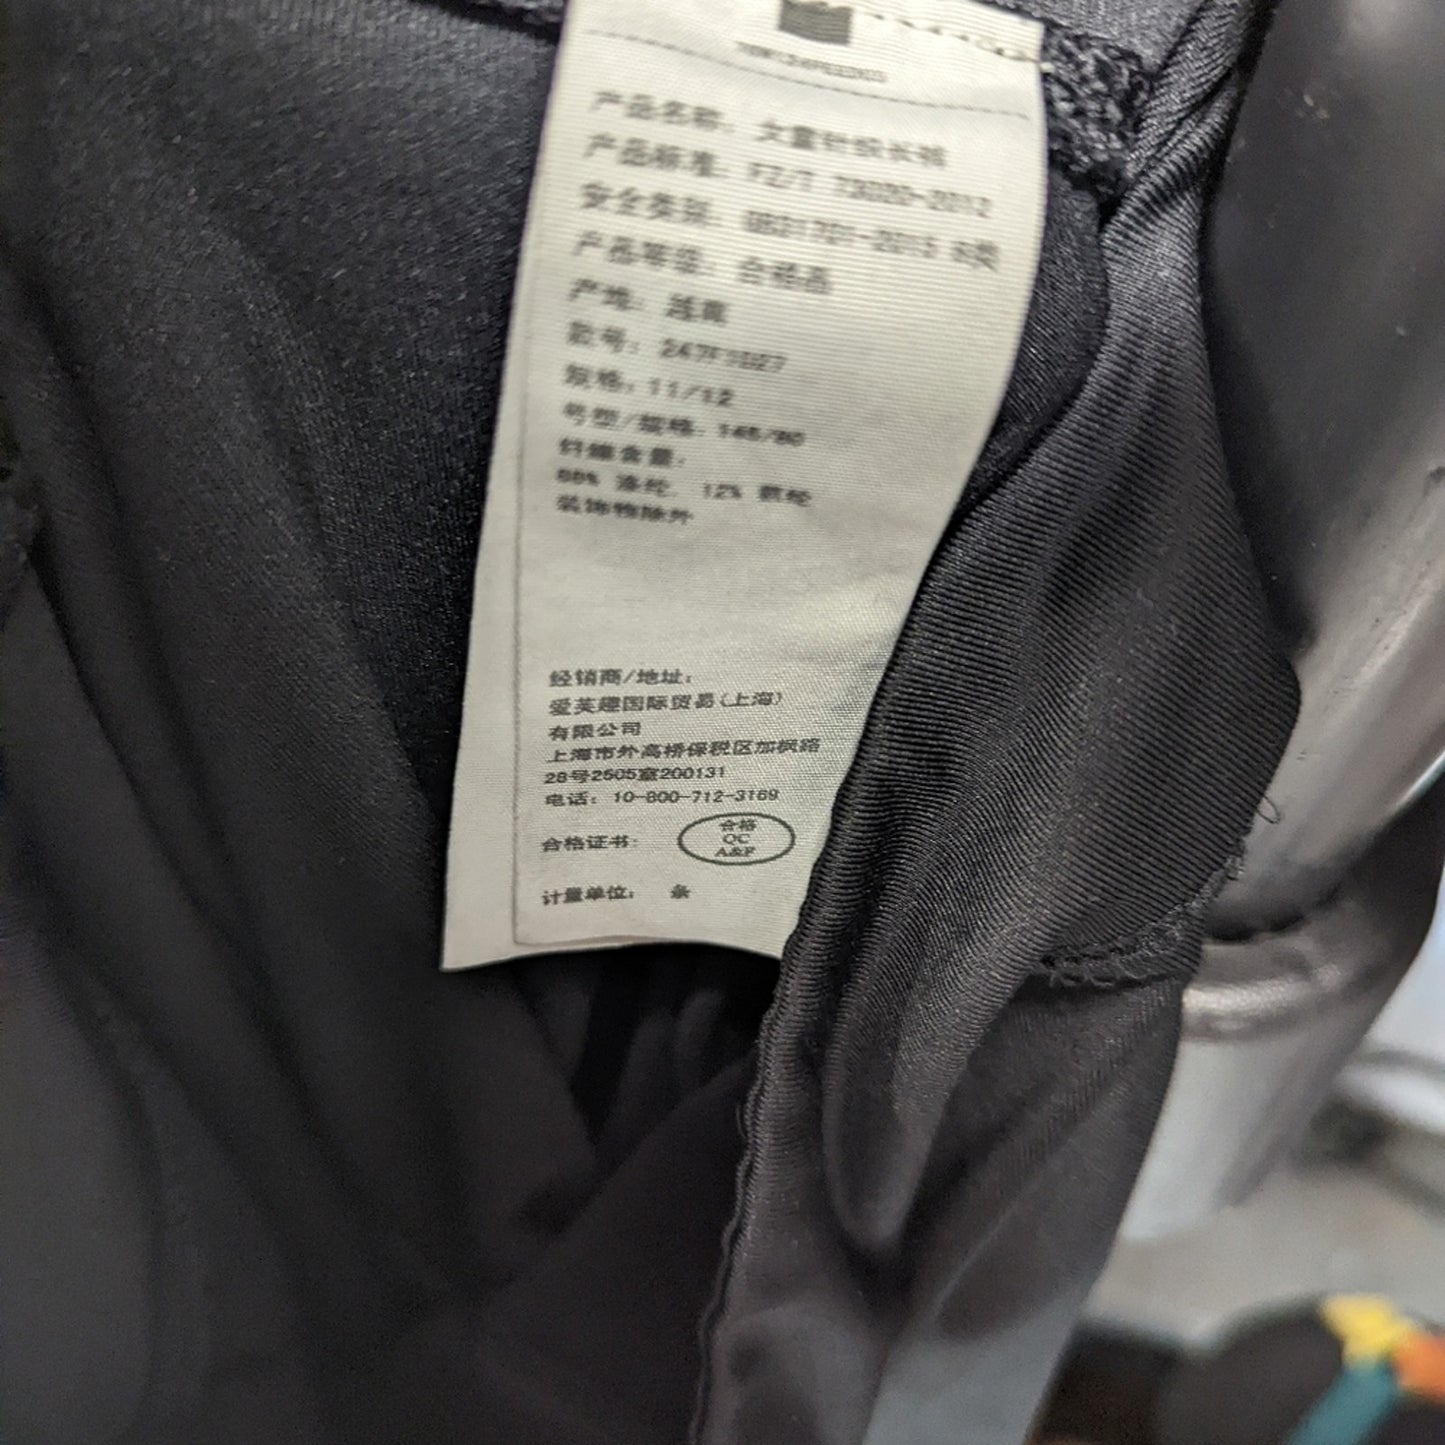 产品名称: 女童针织长裤
产品标准: FZ/T 73020-2012
安全类别: GB31701-2015 B类
产品等级: 合格品
产地: 越南
款号: 247F1027
规格: 11/12
号型/规格:
纤维含量:
88% 涤纶, 12% 氨纶
装饰物除外
经销商/地址:
爱芙趣国际贸易(上海)
有限公司
上海市外高桥保税区加枫路
28号2505室200131
电话: 10-800-712-3169
合格证书:
合格
QC
A&F
计量单位: 条